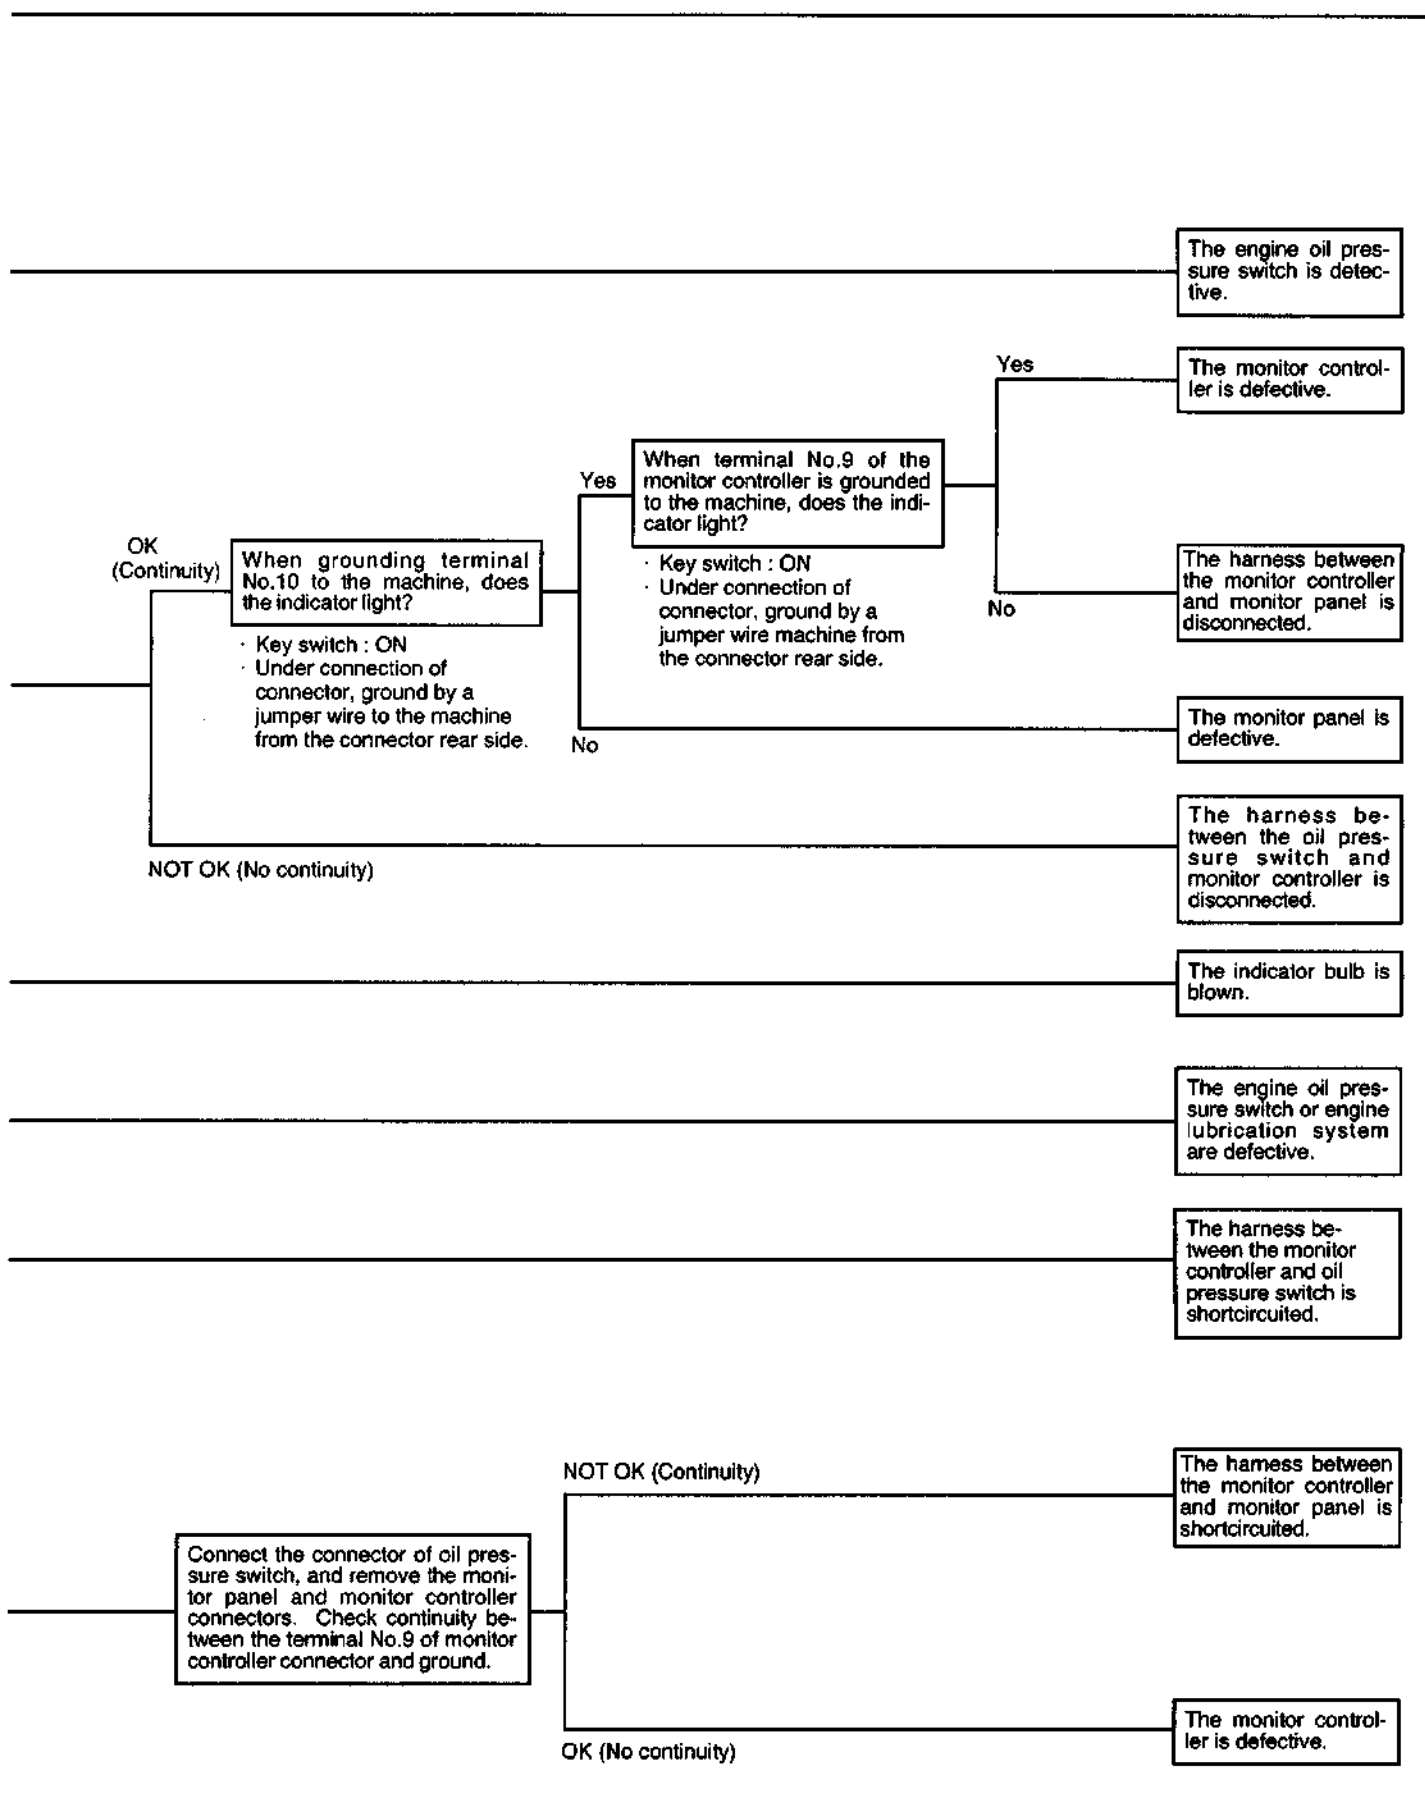 The engine oil pres-
sure switch is detec-
tive.
Yes
The monitor control-
ler is defective.
When terminal No.9 of the
monitor controller is grounded
to the machine, does the indi-
cator light?
Yes
· Key switch : ON
· Under connection of
connector, ground by a
jumper wire machine from
the connector rear side.
No
The harness between
the monitor controller
and monitor panel is
disconnected.
OK
(Continuity)
When grounding terminal
No.10 to the machine, does
the indicator light?
· Key switch : ON
· Under connection of
connector, ground by a
jumper wire to the machine
from the connector rear side.
No
The monitor panel is
defective.
NOT OK (No continuity)
The harness be-
tween the oil pres-
sure switch and
monitor controller is
disconnected.
The indicator bulb is
blown.
The engine oil pres-
sure switch or engine
lubrication system
are defective.
The harness be-
tween the monitor
controller and oil
pressure switch is
shortcircuited.
NOT OK (Continuity)
The harness between
the monitor controller
and monitor panel is
shortcircuited.
Connect the connector of oil pres-
sure switch, and remove the moni-
tor panel and monitor controller
connectors. Check continuity be-
tween the terminal No.9 of monitor
controller connector and ground.
OK (No continuity)
The monitor control-
ler is defective.